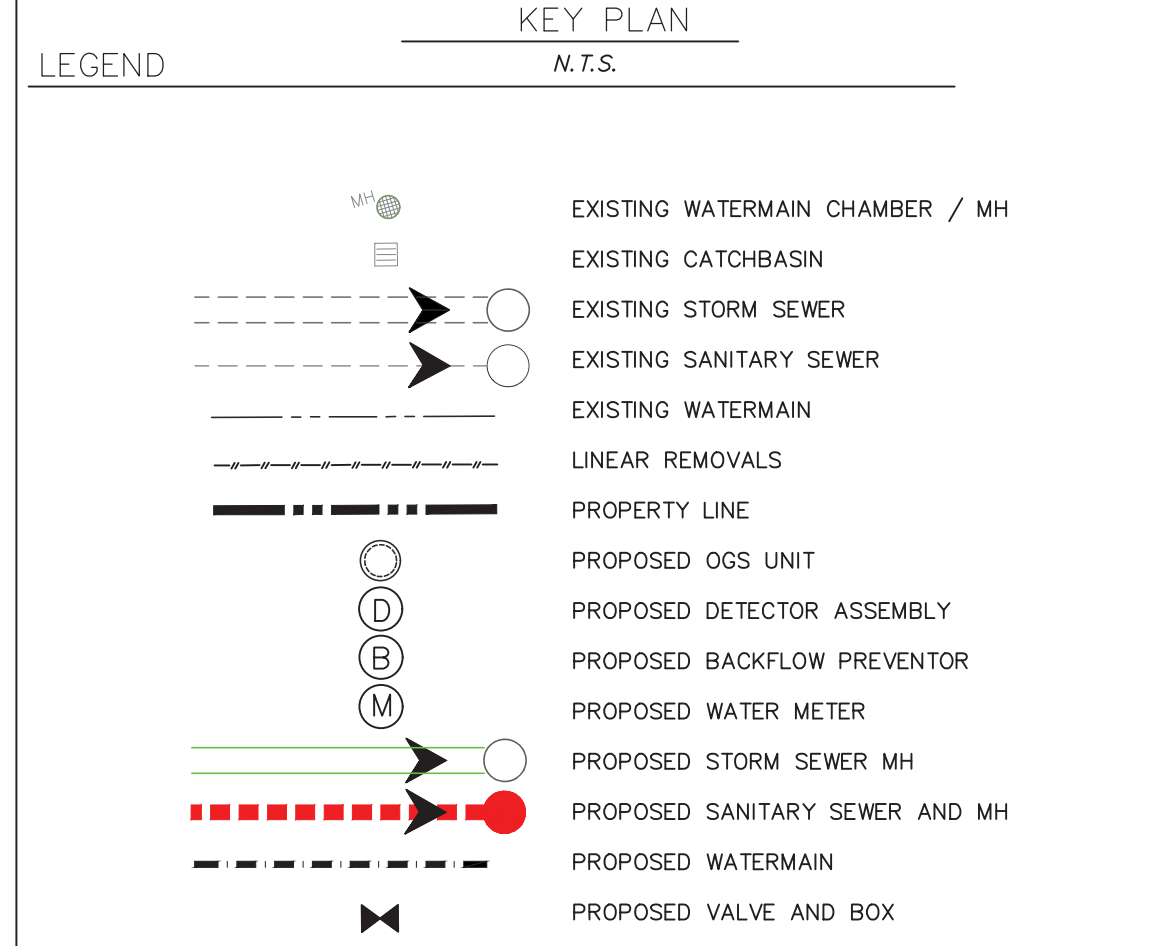 KEY PLAN
N.T.S.
LEGEND
MH EXISTING WATERMAIN CHAMBER / MH
EXISTING CATCHBASIN
EXISTING STORM SEWER
EXISTING SANITARY SEWER
EXISTING WATERMAIN
LINEAR REMOVALS
PROPERTY LINE
PROPOSED OGS UNIT
D PROPOSED DETECTOR ASSEMBLY
B PROPOSED BACKFLOW PREVENTOR
M PROPOSED WATER METER
PROPOSED STORM SEWER MH
PROPOSED SANITARY SEWER AND MH
PROPOSED WATERMAIN
PROPOSED VALVE AND BOX